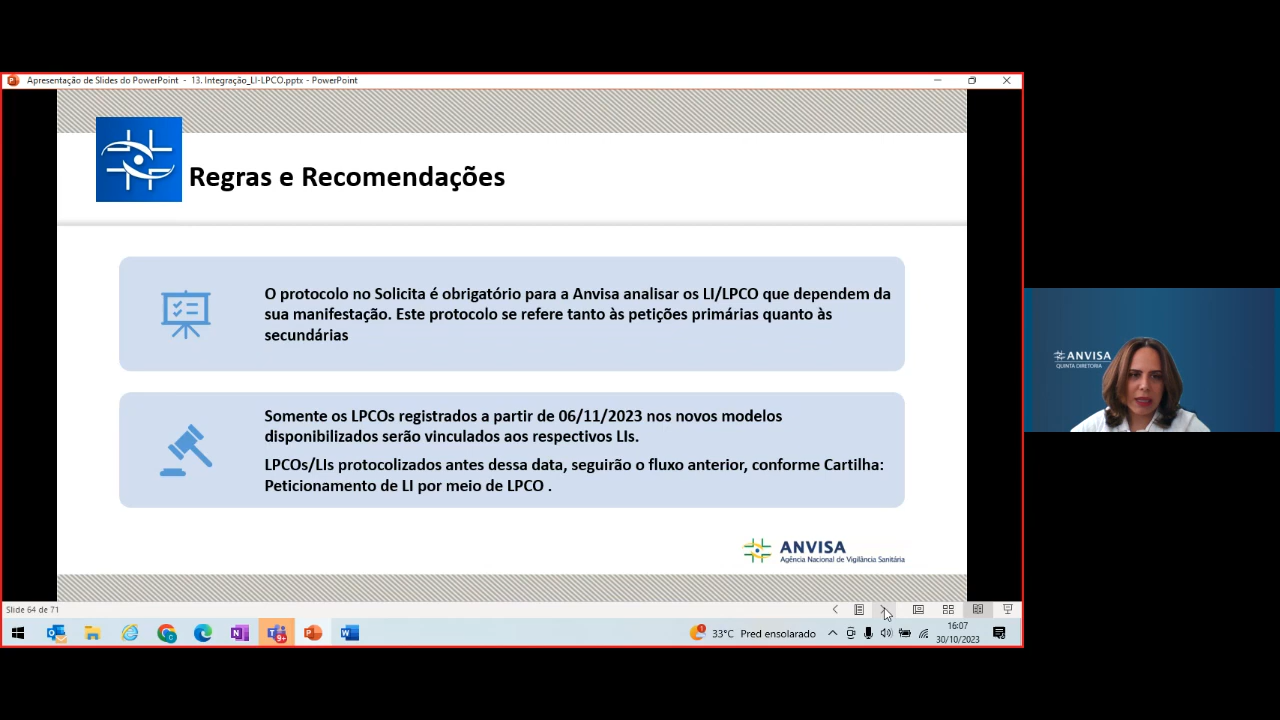 Apresentação de Slides do PowerPoint - 13. Integração_LI-LPCO.pptx - PowerPoint
Regras e Recomendações
O protocolo no Solicita é obrigatório para a Anvisa analisar os LI/LPCO que dependem da
sua manifestação. Este protocolo se refere tanto às petições primárias quanto às
secundárias
Somente os LPCOs registrados a partir de 06/11/2023 nos novos modelos
disponibilizados serão vinculados aos respectivos LIs.
LPCOs/LIs protocolizados antes dessa data, seguirão o fluxo anterior, conforme Cartilha:
Peticionamento de LI por meio de LPCO .
ANVISA
Agência Nacional de Vigilância Sanitária
ANVISA
QUINTA DIRETORIA
Slide 64 de 71
9+
1
33°C Pred ensolarado
16:07
30/10/2023